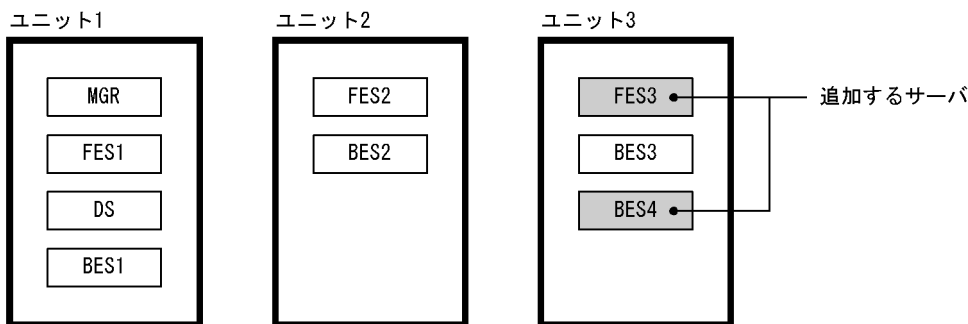 ユニット1
MGR
FES1
DS
BES1
ユニット2
FES2
BES2
ユニット3
FES3
BES3
BES4
追加するサーバ